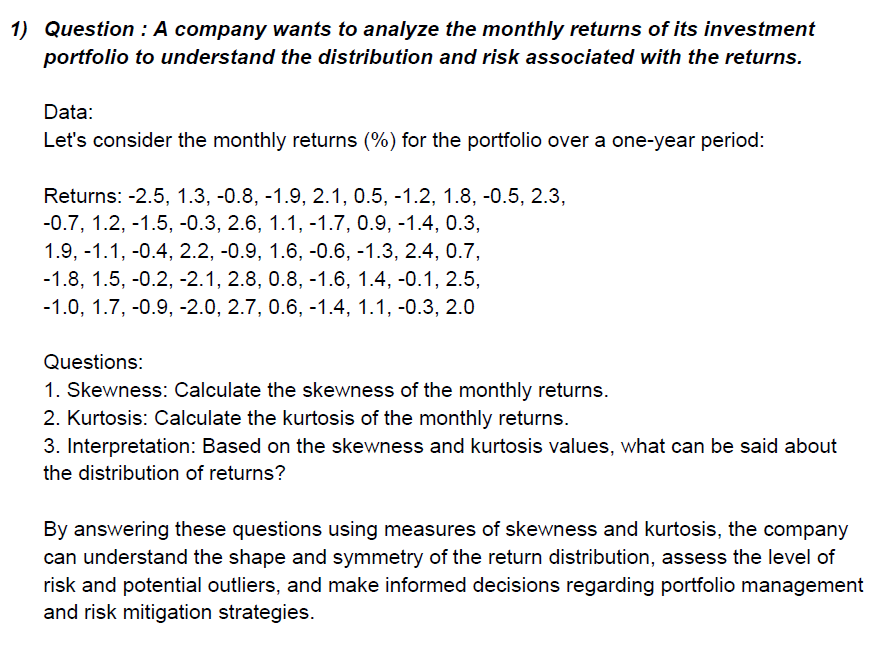 1) Question : A company wants to analyze the monthly returns of its investment
portfolio to understand the distribution and risk associated with the returns.
Data:
Let's consider the monthly returns (%) for the portfolio over a one-year period:
Returns: -2.5, 1.3, -0.8, -1.9, 2.1, 0.5, -1.2, 1.8, -0.5, 2.3,
-0.7, 1.2, -1.5, -0.3, 2.6, 1.1, -1.7, 0.9, -1.4, 0.3,
1.9, -1.1, -0.4, 2.2, -0.9, 1.6, -0.6, -1.3, 2.4, 0.7,
-1.8, 1.5, -0.2, -2.1, 2.8, 0.8, -1.6, 1.4, -0.1, 2.5,
-1.0, 1.7, -0.9, -2.0, 2.7, 0.6, -1.4, 1.1, -0.3, 2.0
Questions:
1. Skewness: Calculate the skewness of the monthly returns.
2. Kurtosis: Calculate the kurtosis of the monthly returns.
3. Interpretation: Based on the skewness and kurtosis values, what can be said about
the distribution of returns?
By answering these questions using measures of skewness and kurtosis, the company
can understand the shape and symmetry of the return distribution, assess the level of
risk and potential outliers, and make informed decisions regarding portfolio management
and risk mitigation strategies.